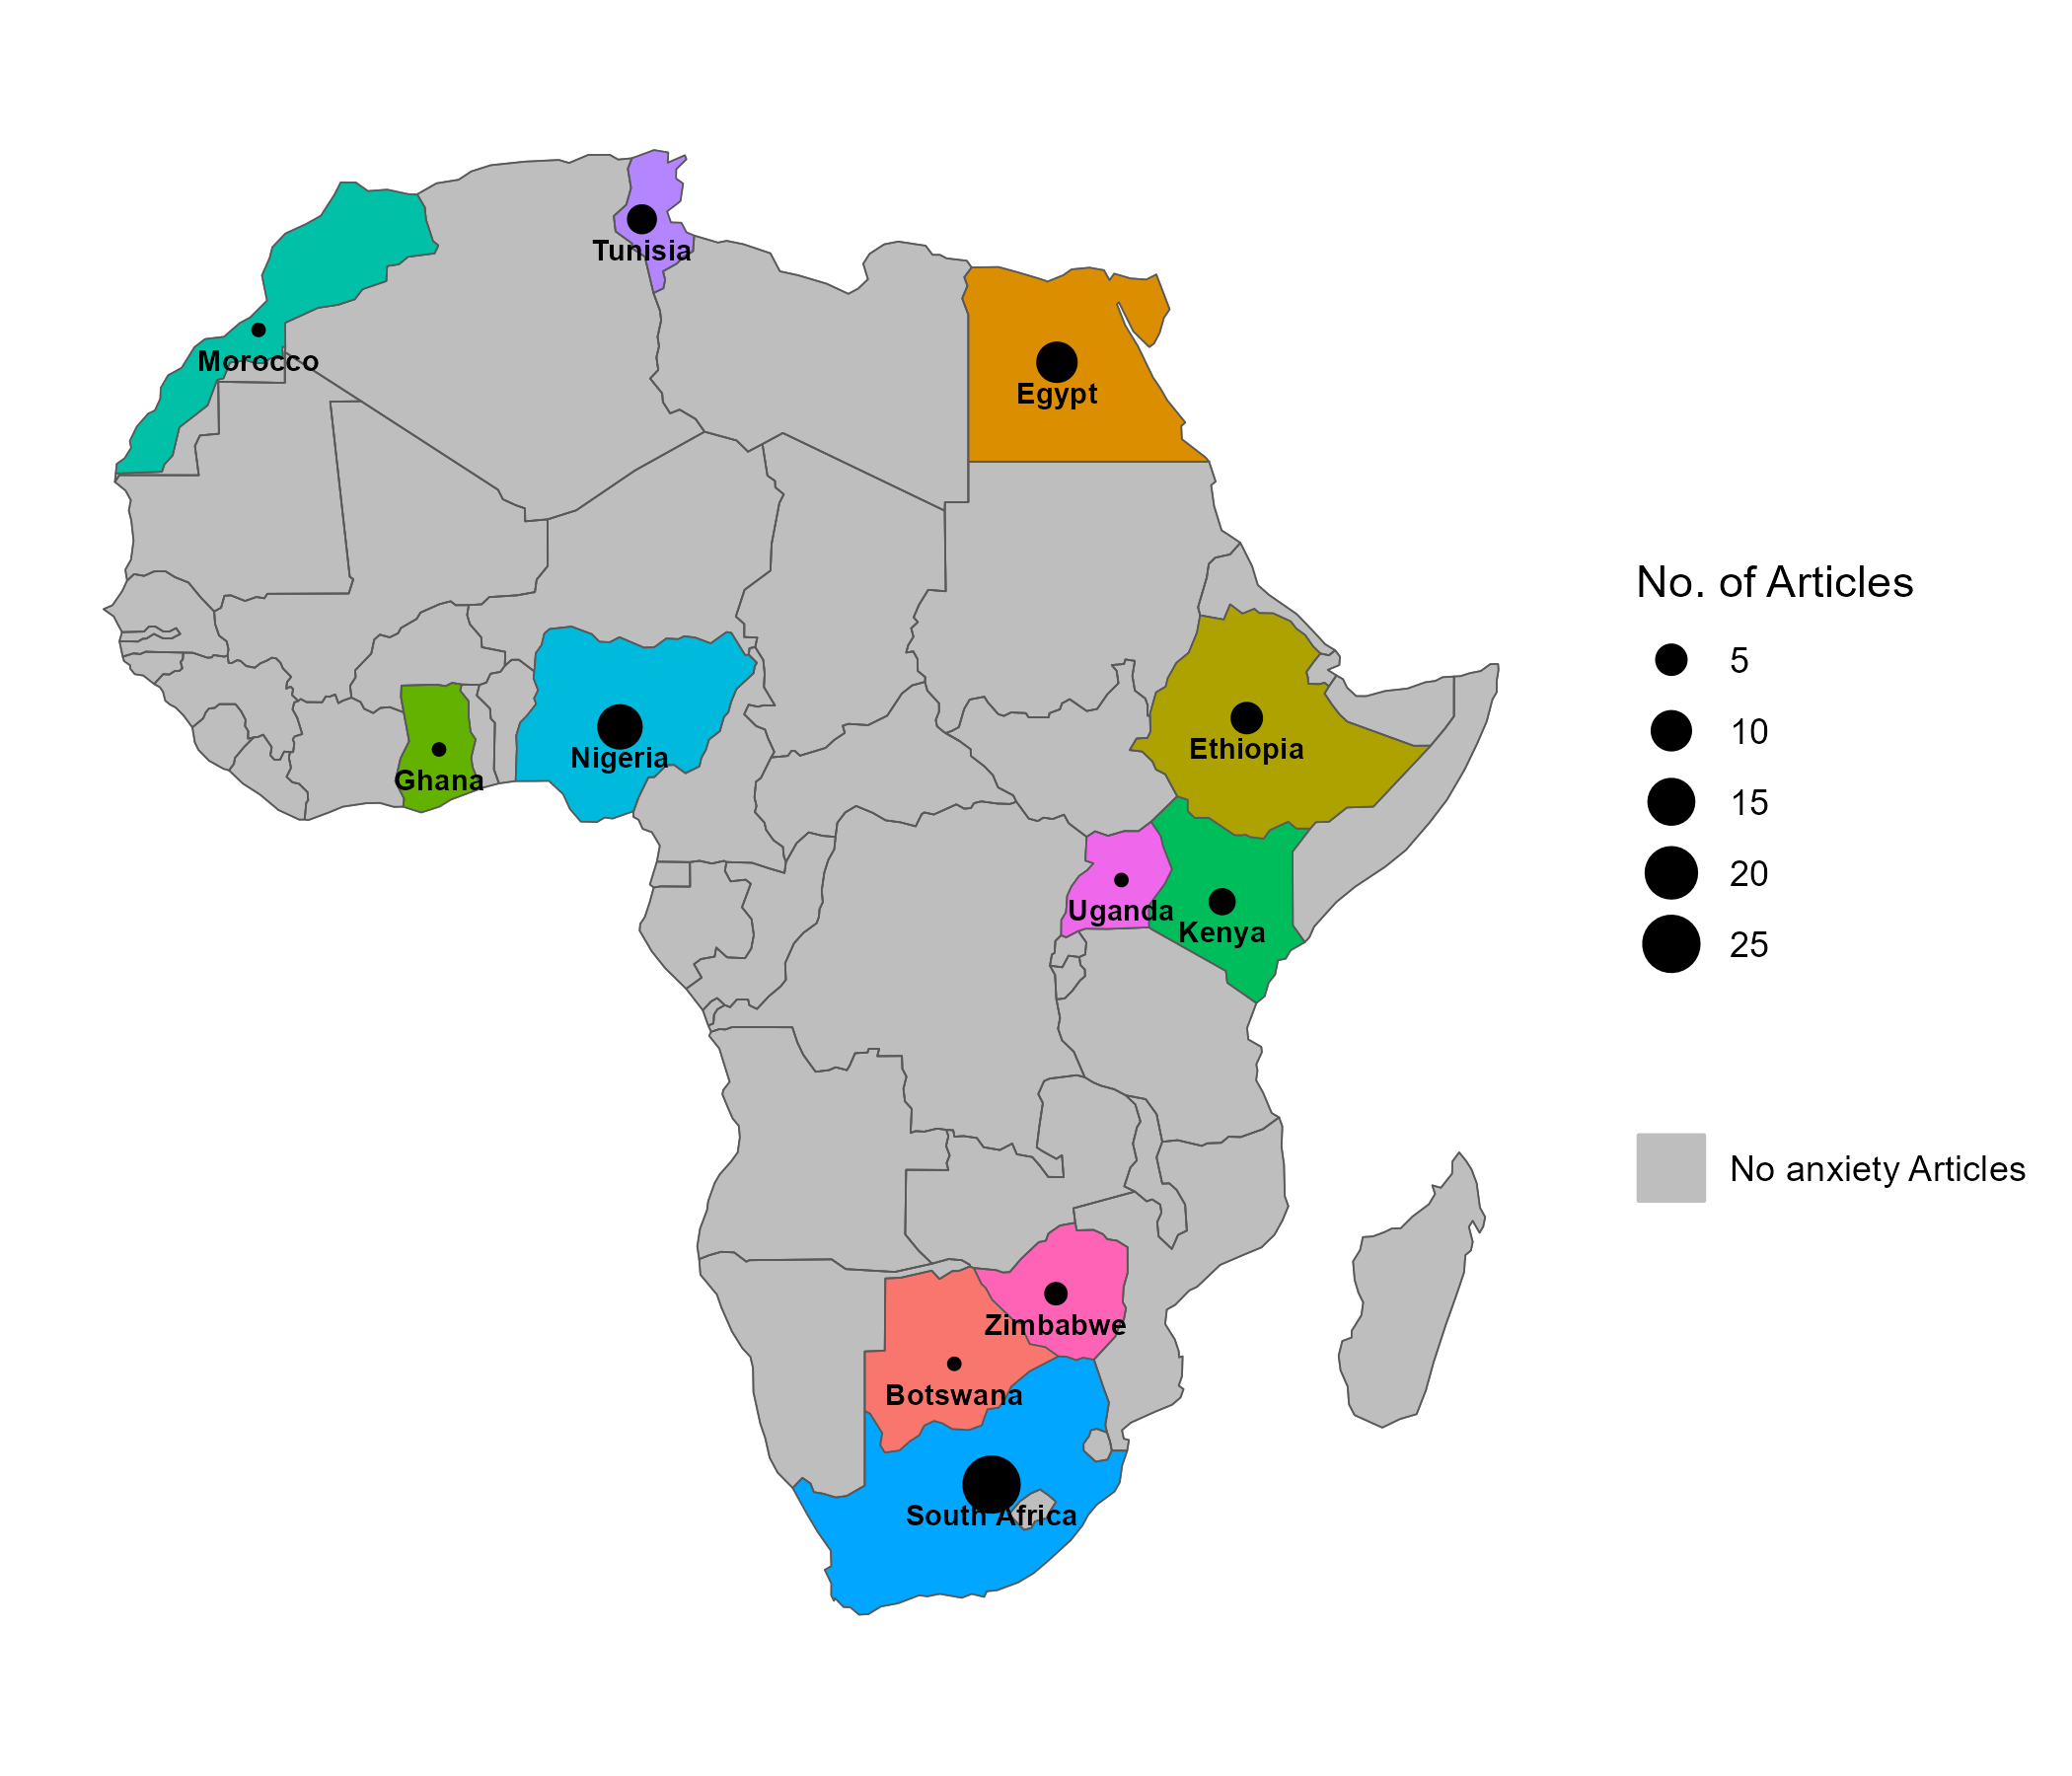 Tunisia
Morocco
Egypt
Nigeria
Ethiopia
Ghana
Uganda
Kenya
Zimbabwe
Botswana
South Africa
No. of Articles
5
10
15
20
25
No anxiety Articles